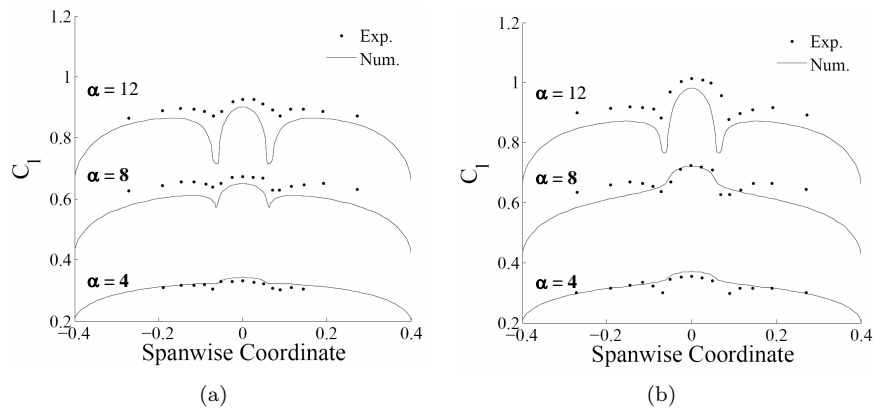 1.2
Exp.
Num.
1
α = 12
0.8
C_l
α = 8
0.6
0.4
α = 4
0.2
−0.4 −0.2 0 0.2 0.4
Spanwise Coordinate
(a)
1.2
Exp.
Num.
1
α = 12
0.8
C_l
α = 8
0.6
0.4
α = 4
0.2
−0.4 −0.2 0 0.2 0.4
Spanwise Coordinate
(b)